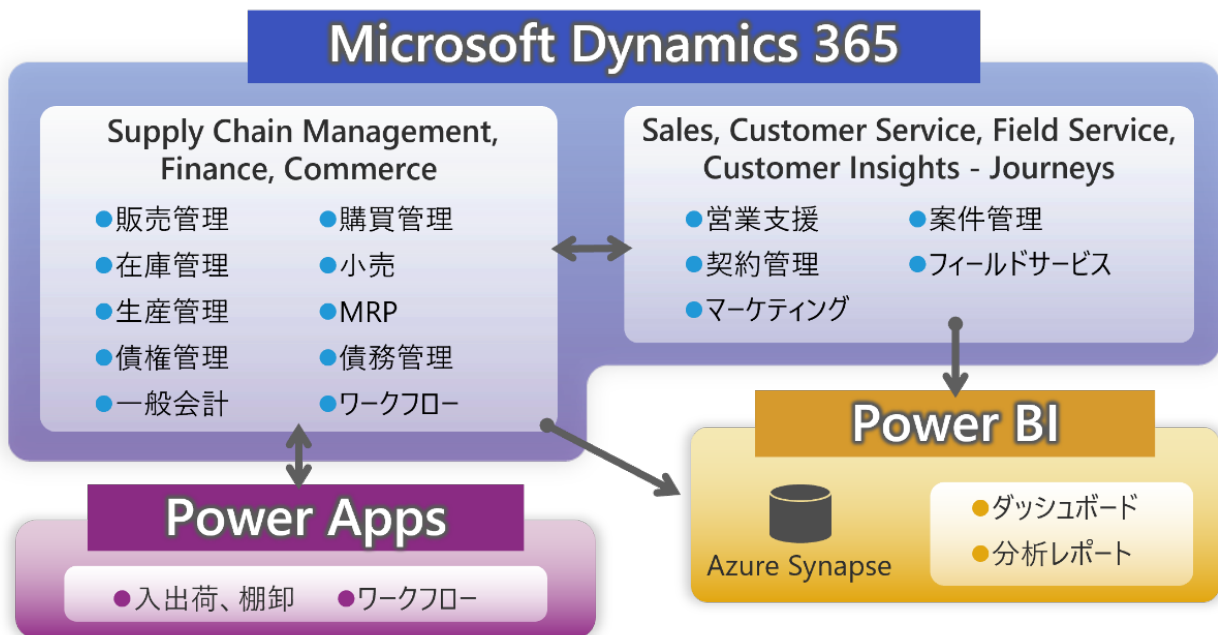 Microsoft Dynamics 365
Supply Chain Management,
Finance, Commerce
●販売管理 ●購買管理
●在庫管理 ●小売
●生産管理 ●MRP
●債権管理 ●債務管理
●一般会計 ●ワークフロー
Sales, Customer Service, Field Service,
Customer Insights - Journeys
●営業支援 ●案件管理
●契約管理 ●フィールドサービス
●マーケティング
Power Apps
●入出荷、棚卸 ●ワークフロー
Power BI
Azure Synapse
●ダッシュボード
●分析レポート